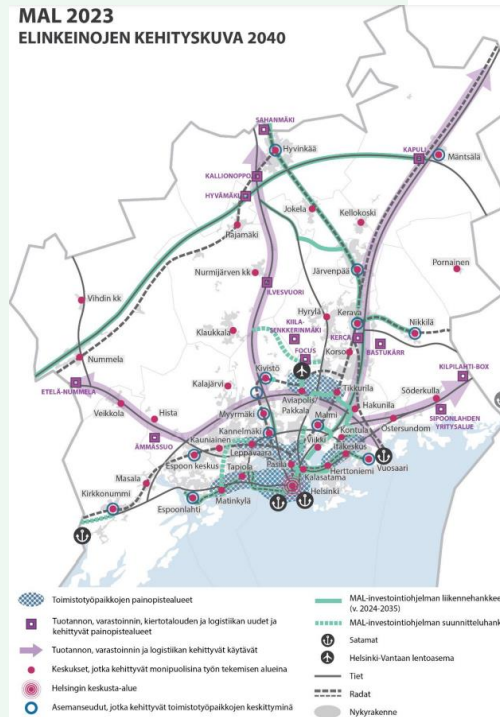 MAL 2023
ELINKEINOJEN KEHITYSKUVA 2040
SAHANMÄKI
Hyvinkää
KAPULI
Mäntsälä
KALLIONOPPO
HYVÄMÄKI
Jokela
Kellokoski
Rajamäki
Pornainen
Nurmijärven kk
Järvenpää
ILVESVUORI
Vihdin kk
Hyrylä
Kerava
Nikkilä
Klaukkala
KIILA-
SENKKERINMÄKI
KERCA
BASTUKÄRR
FOCUS
Korso
Nummela
Kivistö
KILPILAHTI-BOX
ETELÄ-NUMMELA
Kalajärvi
Tikkurila
Söderkulla
Aviapolis/
Pakkala
Veikkola
Hista
Myyrmäki
Malmi
Hakunila
SIPOONLAHDEN
YRITYSALUE
Kannelmäki
Kontula
Östersundom
ÄMMÄSSUO
Kauniainen
Viikki
Itäkeskus
Leppävaara
Espoon keskus
Pasila
Herttoniemi
Vuosaari
Masala
Tapiola
Kalasatama
Kirkkonummi
Helsinki
Espoonlahti
Matinkylä
Toimistotyöpaikkojen painopistealueet
Tuotannon, varastoinnin, kiertotalouden ja logistiikan uudet ja
kehittyvät painopistealueet
Tuotannon, varastoinnin ja logistiikan kehittyvät käytävät
Keskukset, jotka kehittyvät monipuolisina työn tekemisen alueina
Helsingin keskusta-alue
Asemanseudut, jotka kehittyvät toimistotyöpaikkojen keskittyminä
MAL-investointiohjelman liikennehankkee
(v. 2024-2035)
MAL-investointiohjelman suunnitteluhank
Satamat
Helsinki-Vantaan lentoasema
Tiet
Radat
Nykyrakenne